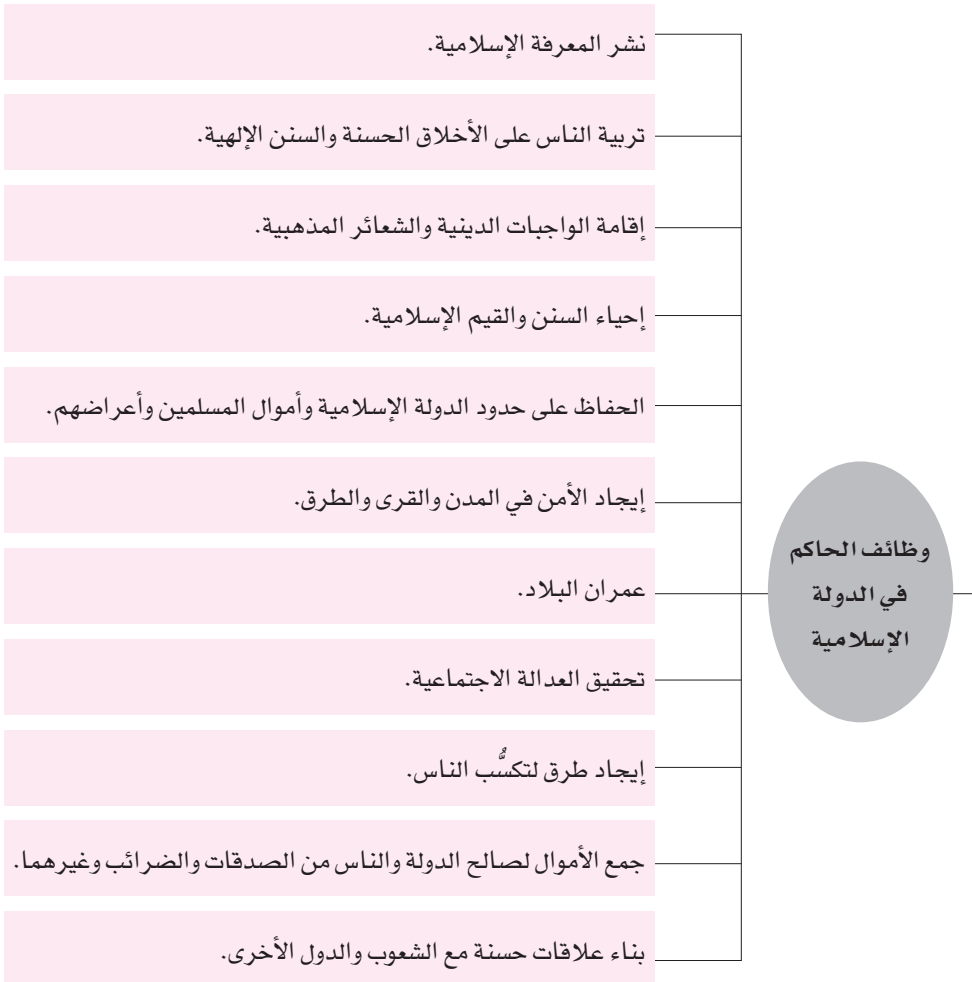 وظائف الحاكم
في الدولة
الإسلامية
نشر المعرفة الإسلامية.
تربية الناس على الأخلاق الحسنة والسنن الإلهية.
إقامة الواجبات الدينية والشعائر المذهبية.
إحياء السنن والقيم الإسلامية.
الحفاظ على حدود الدولة الإسلامية وأموال المسلمين وأعراضهم.
إيجاد الأمن في المدن والقرى والطرق.
عمران البلاد.
تحقيق العدالة الاجتماعية.
إيجاد طرق لتكسُّب الناس.
جمع الأموال لصالح الدولة والناس من الصدقات والضرائب وغيرهما.
بناء علاقات حسنة مع الشعوب والدول الأخرى.